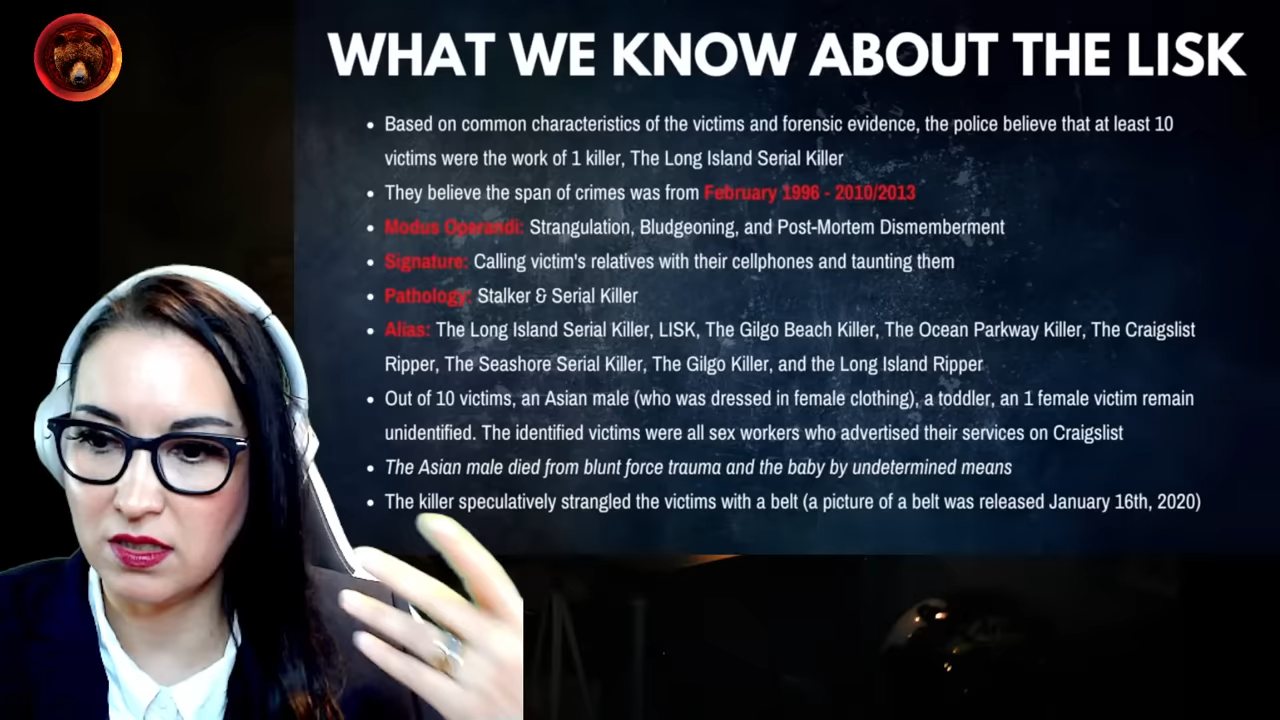 WHAT WE KNOW ABOUT THE LISK
• Based on common characteristics of the victims and forensic evidence, the police believe that at least 10
victims were the work of 1 killer, The Long Island Serial Killer
• They believe the span of crimes was from February 1996 - 2010/2013
• Modus Operandi: Strangulation, Bludgeoning, and Post-Mortem Dismemberment
• Signature: Calling victim's relatives with their cellphones and taunting them
• Pathology: Stalker & Serial Killer
• Alias: The Long Island Serial Killer, LISK, The Gilgo Beach Killer, The Ocean Parkway Killer, The Craigslist
Ripper, The Seashore Serial Killer, The Gilgo Killer, and the Long Island Ripper
• Out of 10 victims, an Asian male (who was dressed in female clothing), a toddler, an 1 female victim remain
unidentified. The identified victims were all sex workers who advertised their services on Craigslist
• The Asian male died from blunt force trauma and the baby by undetermined means
• The killer speculatively strangled the victims with a belt (a picture of a belt was released January 16th, 2020)